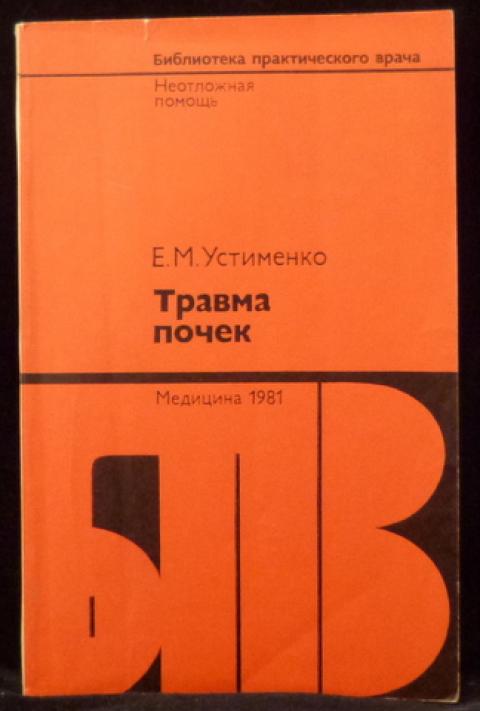 Библиотека практического врача
Неотложная
помощь
Е.М.Устименко
Травма
почек
Медицина 1981
БПВ